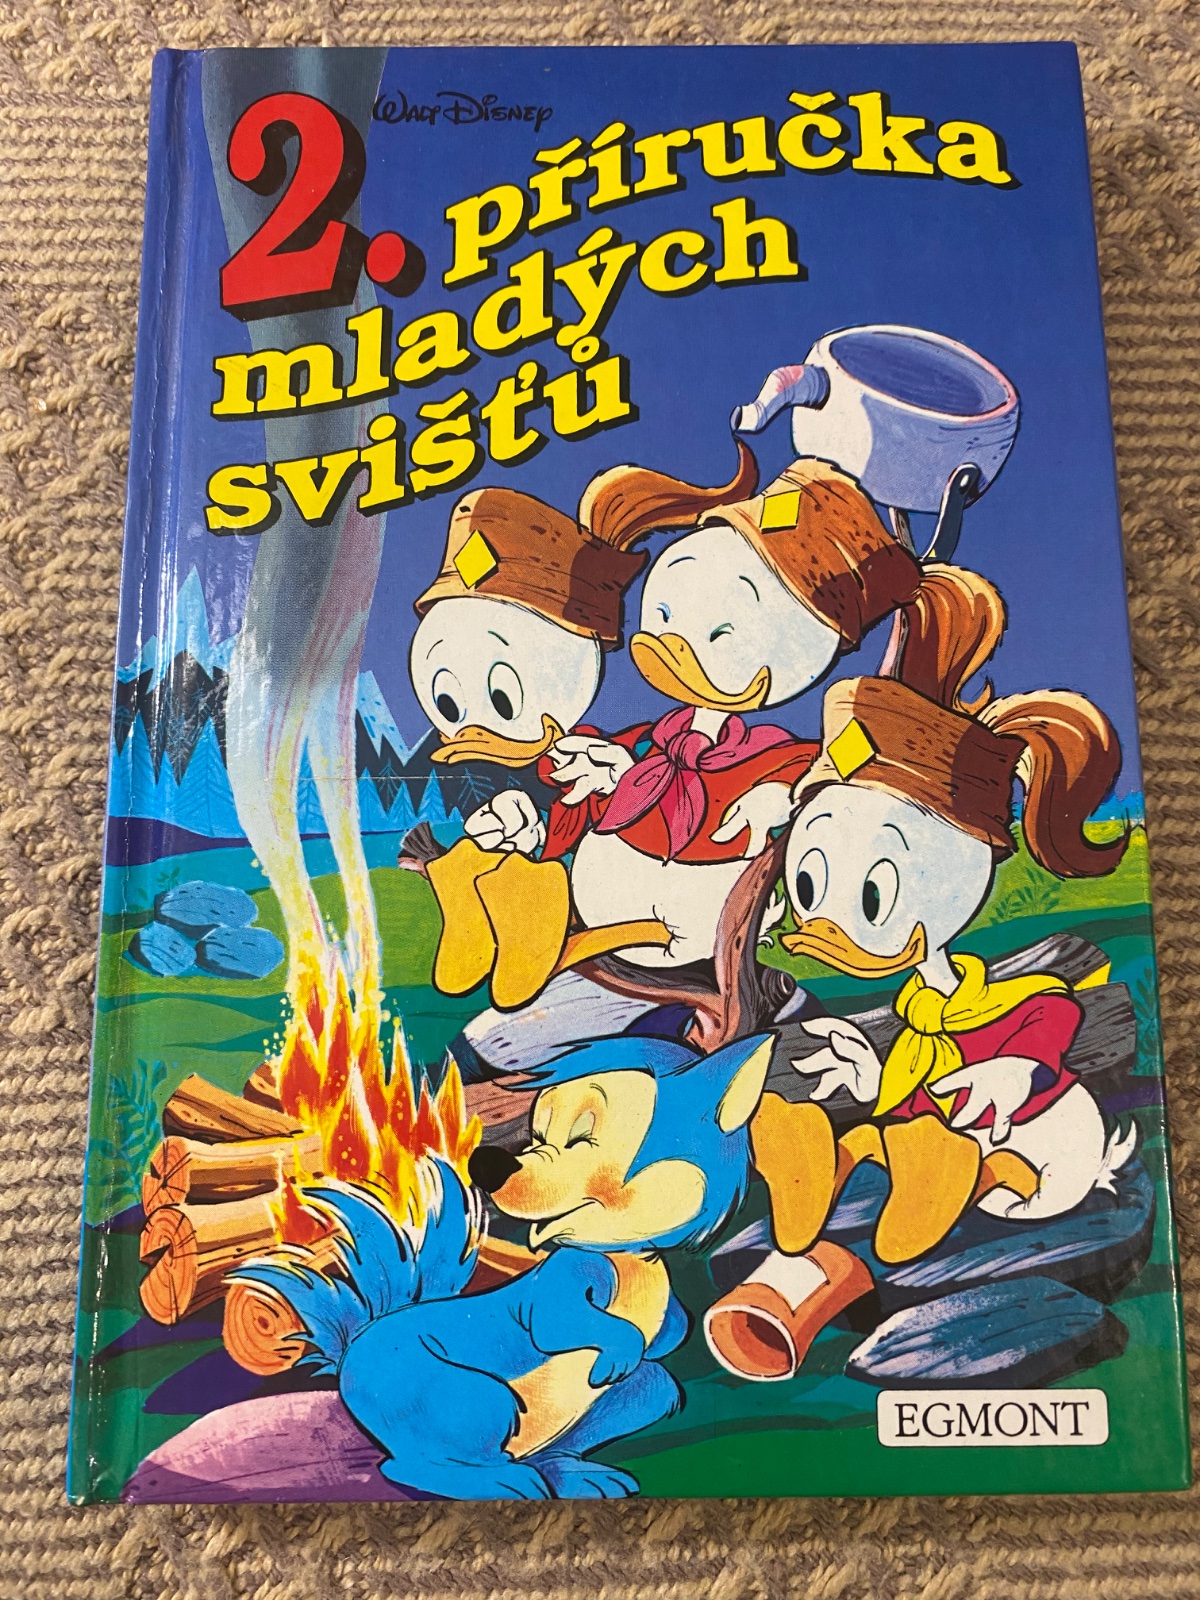 Walt Disney
2. příručka
mladých
svišťů
EGMONT